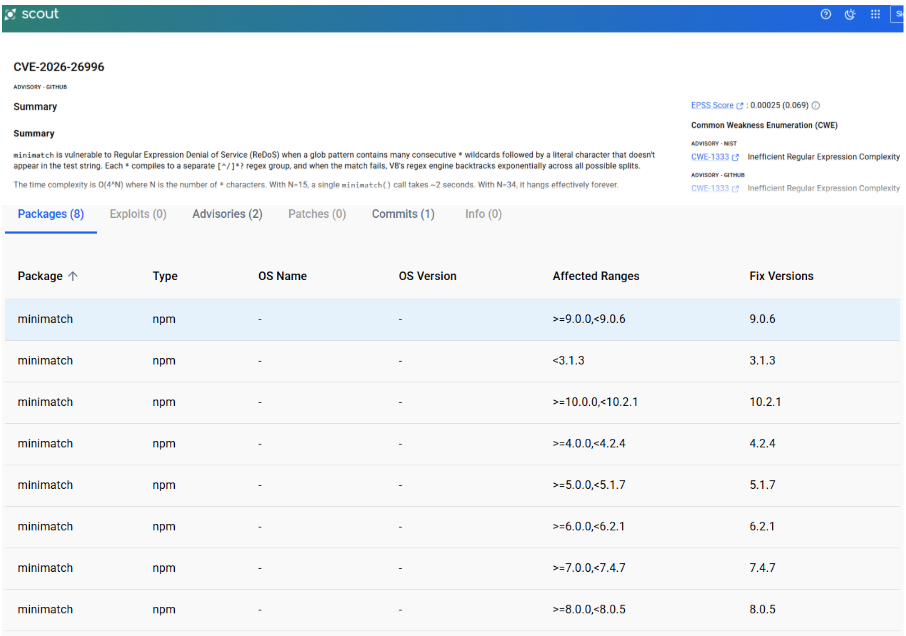 scout
CVE-2026-26996
ADVISORY - GITHUB
Summary
EPSS Score : 0.00025 (0.069)
Common Weakness Enumeration (CWE)
Summary
ADVISORY - NIST
minimatch is vulnerable to Regular Expression Denial of Service (ReDoS) when a glob pattern contains many consecutive * wildcards followed by a literal character that doesn't
CWE-1333 Inefficient Regular Expression Complexity
appear in the test string. Each * compiles to a separate [^/]*? regex group, and when the match fails, V8's regex engine backtracks exponentially across all possible splits.
ADVISORY - GITHUB
The time complexity is O(4^N) where N is the number of * characters. With N=15, a single minimatch() call takes ~2 seconds. With N=34, it hangs effectively forever.
CWE-1333 Inefficient Regular Expression Complexity
Packages (8) Exploits (0) Advisories (2) Patches (0) Commits (1) Info (0)
Package Type OS Name OS Version Affected Ranges Fix Versions
minimatch npm - - >=9.0.0,<9.0.6 9.0.6
minimatch npm - - <3.1.3 3.1.3
minimatch npm - - >=10.0.0,<10.2.1 10.2.1
minimatch npm - - >=4.0.0,<4.2.4 4.2.4
minimatch npm - - >=5.0.0,<5.1.7 5.1.7
minimatch npm - - >=6.0.0,<6.2.1 6.2.1
minimatch npm - - >=7.0.0,<7.4.7 7.4.7
minimatch npm - - >=8.0.0,<8.0.5 8.0.5